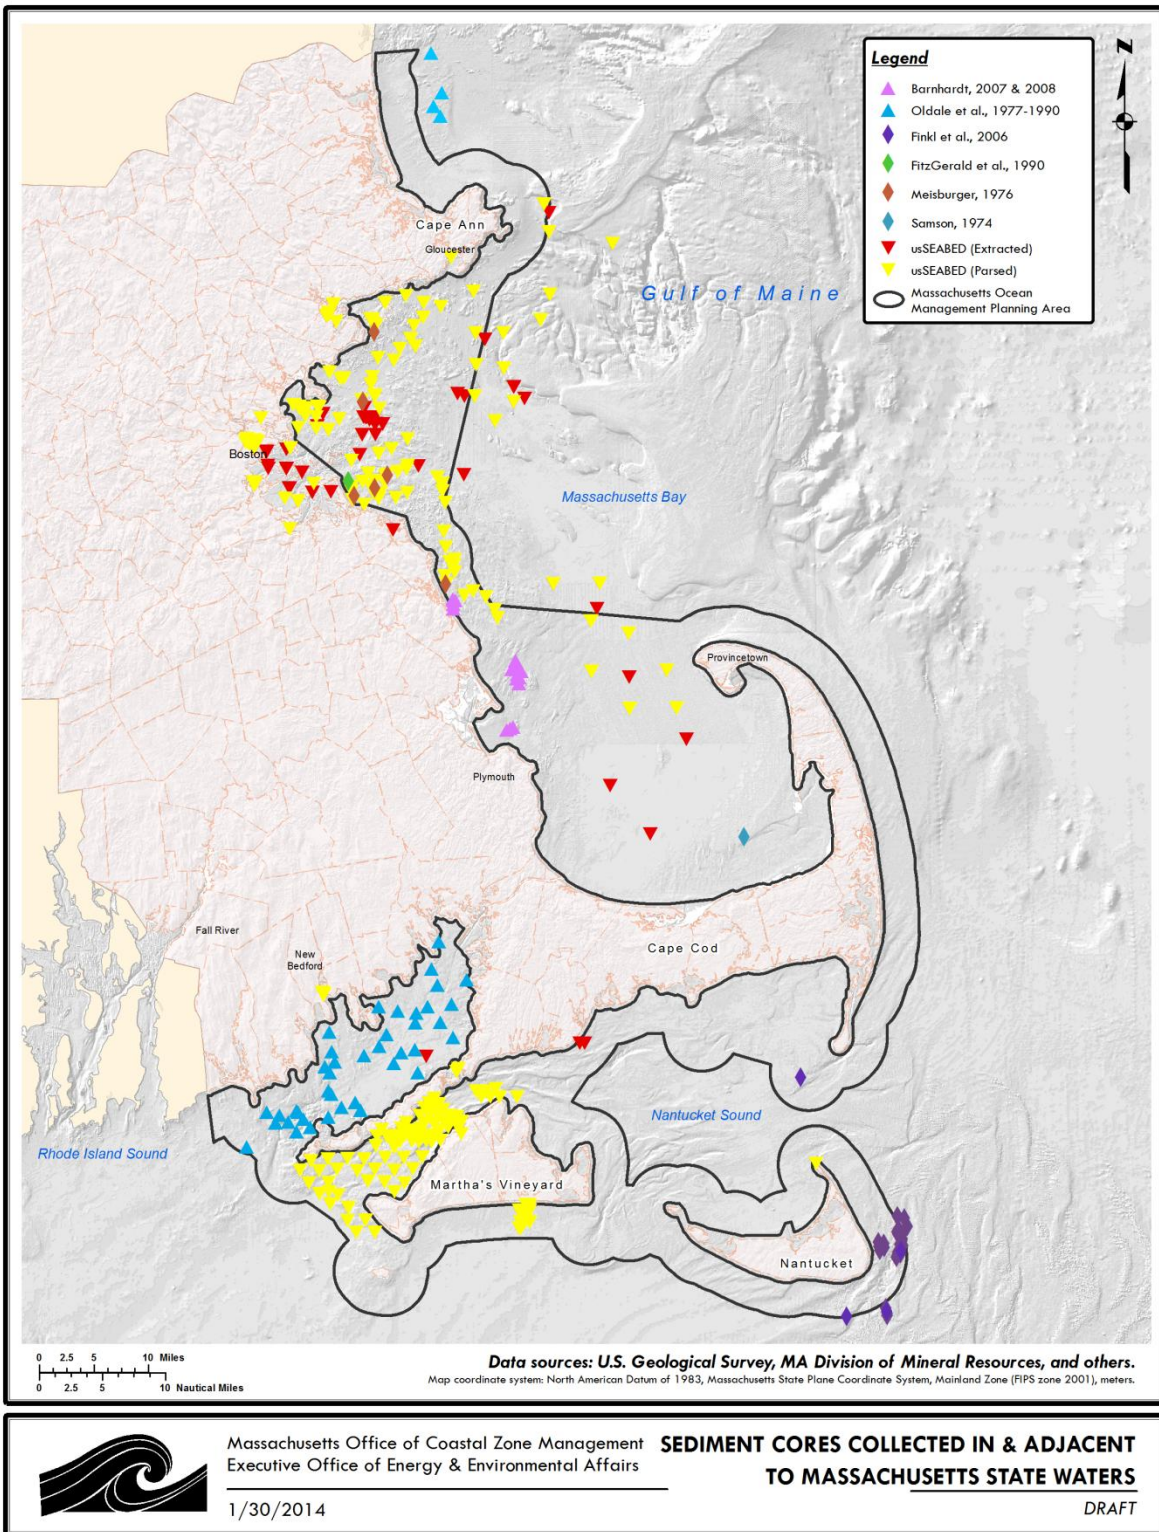 N
Legend
Barnhardt, 2007 & 2008
Oldale et al., 1977-1990
Finkl et al., 2006
FitzGerald et al., 1990
Meisburger, 1976
Samson, 1974
usSEABED (Extracted)
usSEABED (Parsed)
Massachusetts Ocean
Management Planning Area
Cape Ann
Gloucester
Gulf of Maine
Boston
Massachusetts Bay
Provincetown
Plymouth
Fall River
New
Bedford
Cape Cod
Nantucket Sound
Rhode Island Sound
Martha's Vineyard
Nantucket
0 2.5 5 10 Miles
0 2.5 5 10 Nautical Miles
Data sources: U.S. Geological Survey, MA Division of Mineral Resources, and others.
Map coordinate system: North American Datum of 1983, Massachusetts State Plane Coordinate System, Mainland Zone (FIPS zone 2001), meters.
Massachusetts Office of Coastal Zone Management
Executive Office of Energy & Environmental Affairs
1/30/2014
SEDIMENT CORES COLLECTED IN & ADJACENT
TO MASSACHUSETTS STATE WATERS
DRAFT